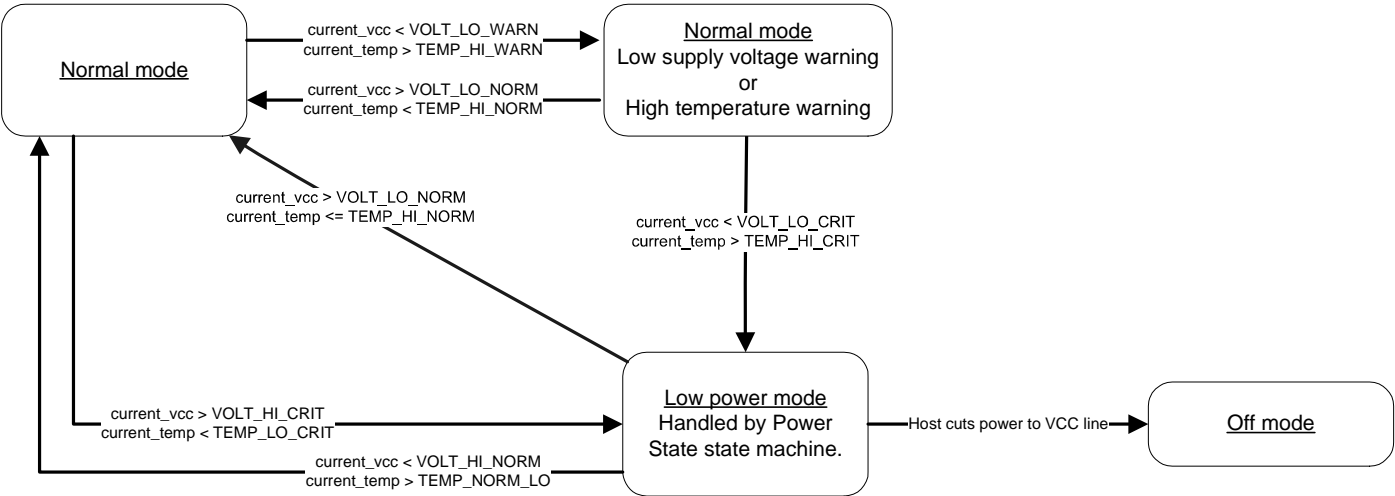 Normal mode
current_vcc < VOLT_LO_WARN
current_temp > TEMP_HI_WARN
current_vcc > VOLT_LO_NORM
current_temp < TEMP_HI_NORM
Normal mode
Low supply voltage warning
or
High temperature warning
current_vcc > VOLT_LO_NORM
current_temp <= TEMP_HI_NORM
current_vcc < VOLT_LO_CRIT
current_temp > TEMP_HI_CRIT
current_vcc > VOLT_HI_CRIT
current_temp < TEMP_LO_CRIT
current_vcc < VOLT_HI_NORM
current_temp > TEMP_NORM_LO
Low power mode
Handled by Power
State state machine.
Host cuts power to VCC line
Off mode